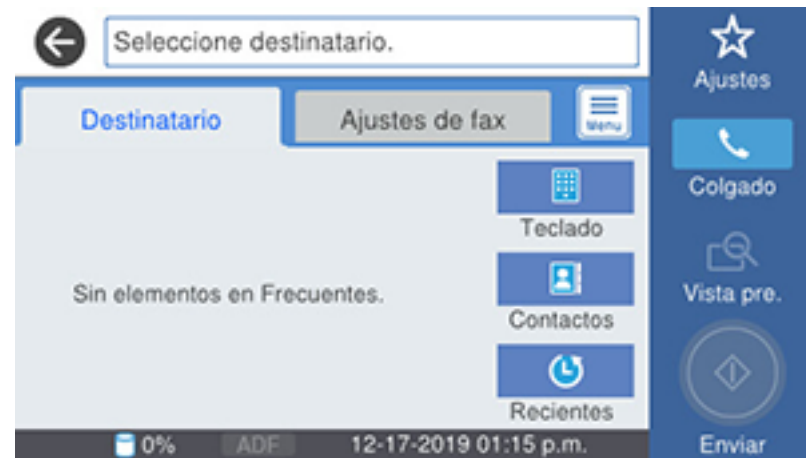 Seleccione destinatario.
Ajustes
Destinatario
Ajustes de fax
Menu
Colgado
Teclado
Sin elementos en Frecuentes.
Contactos
Vista pre.
Recientes
0%
ADF
12-17-2019 01:15 p.m.
Enviar